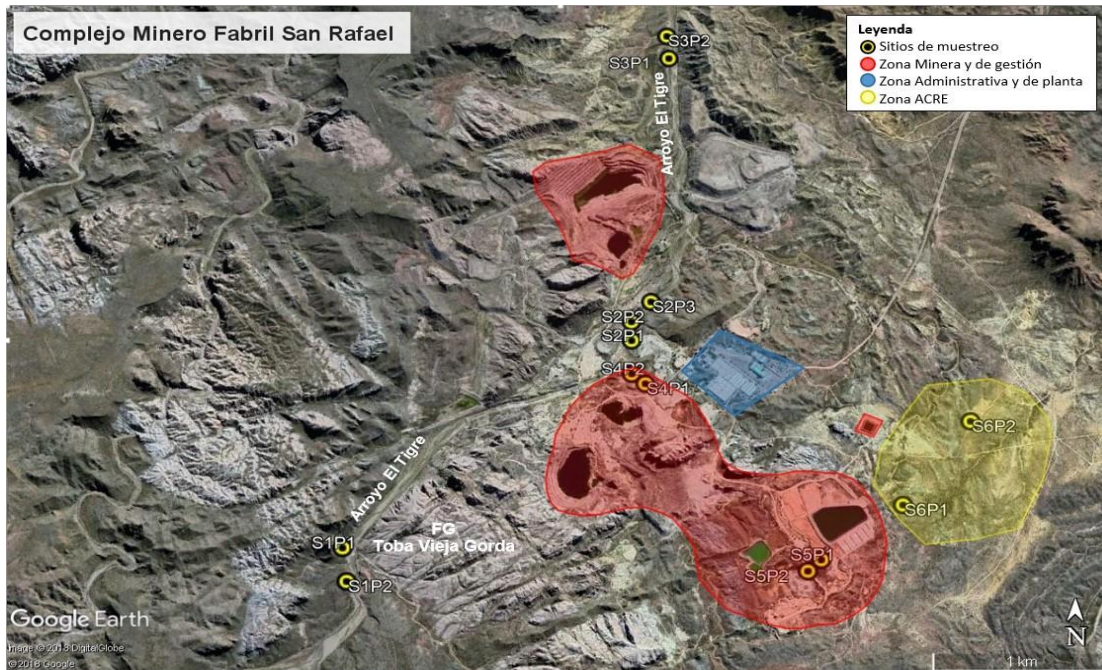 Complejo Minero Fabril San Rafael
Leyenda
Sitios de muestreo
Zona Minera y de gestión
Zona Administrativa y de planta
Zona ACRE
S3P2
S3P1
Arroyo El Tigre
S2P3
S2P2
S2P1
S4P2
S4P1
S6P2
Arroyo El Tigre
S6P1
FG
Toba Vieja Gorda
S1P1
S5P1
S5P2
S1P2
Google Earth
Image © 2018 DigitalGlobe
© 2018 Google
N
1 km